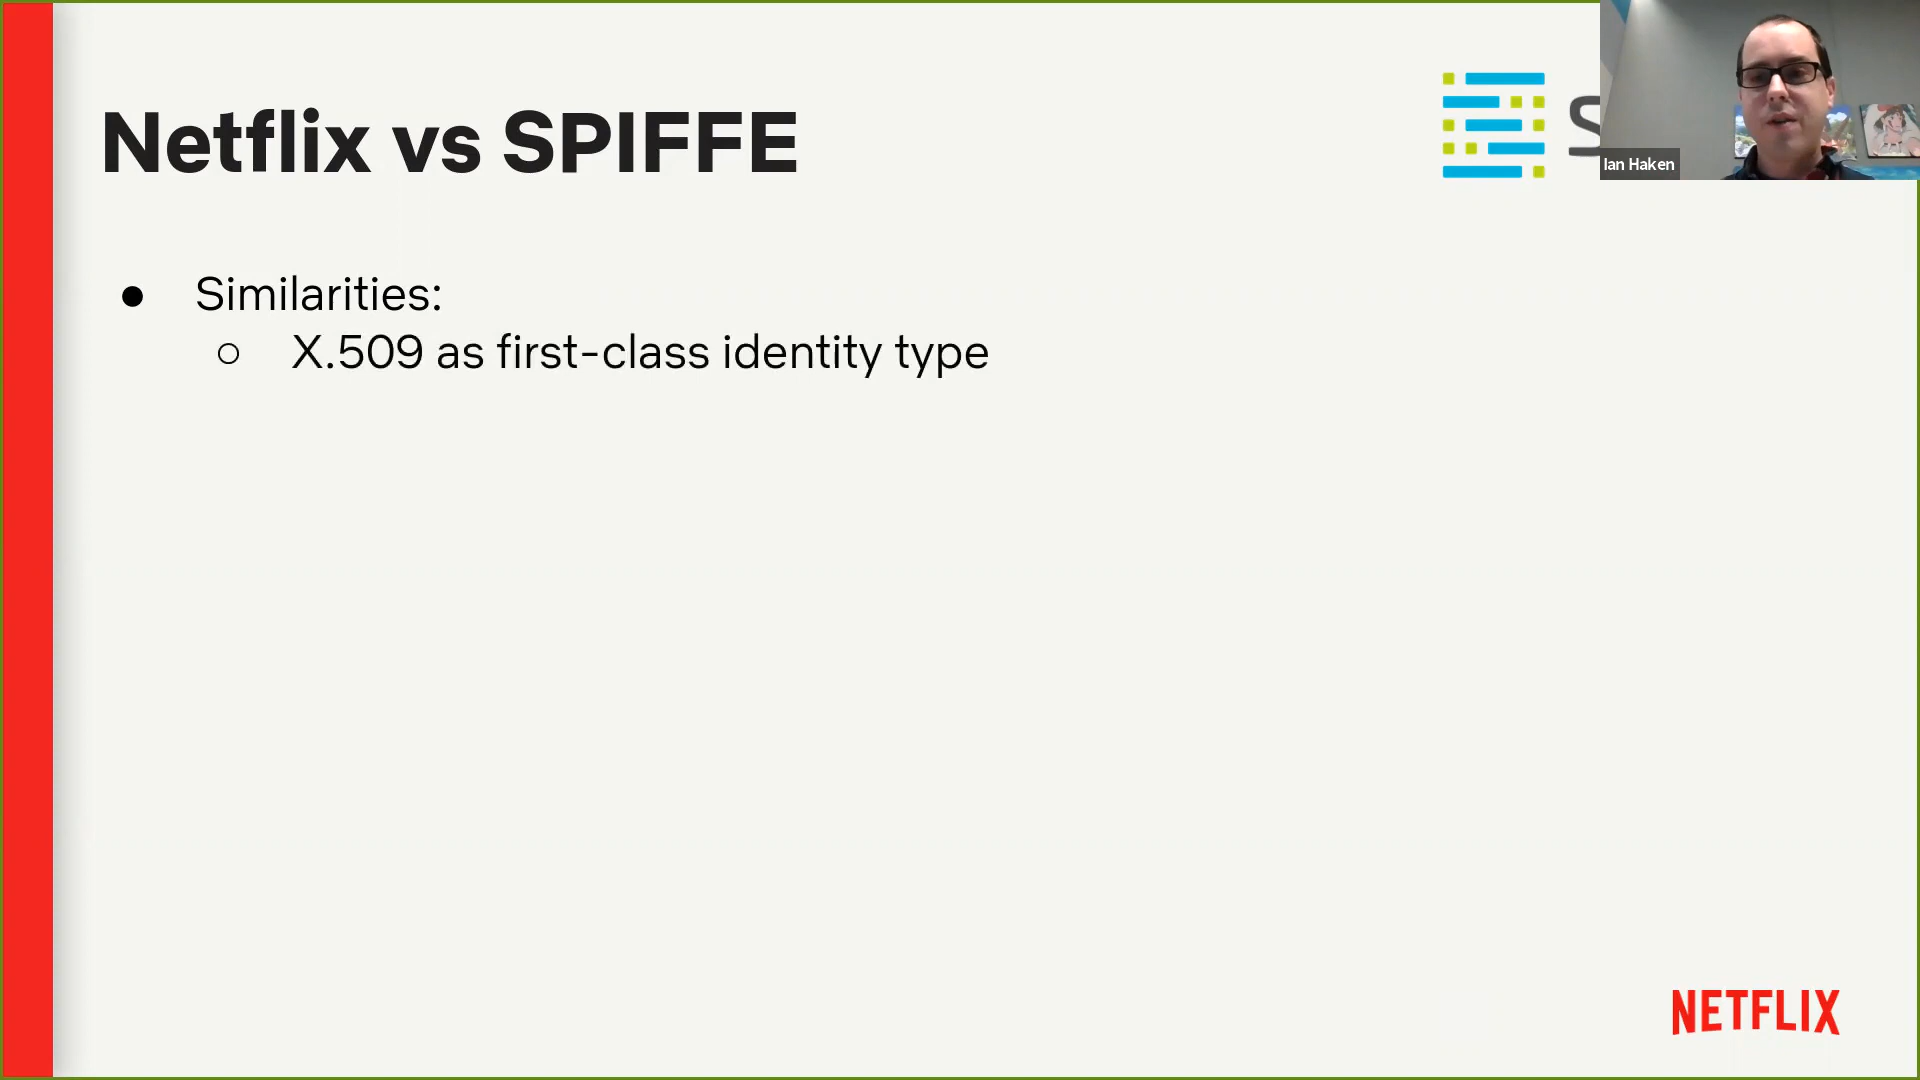 Netflix vs SPIFFE
Ian Haken
● Similarities:
○ X.509 as first-class identity type
NETFLIX